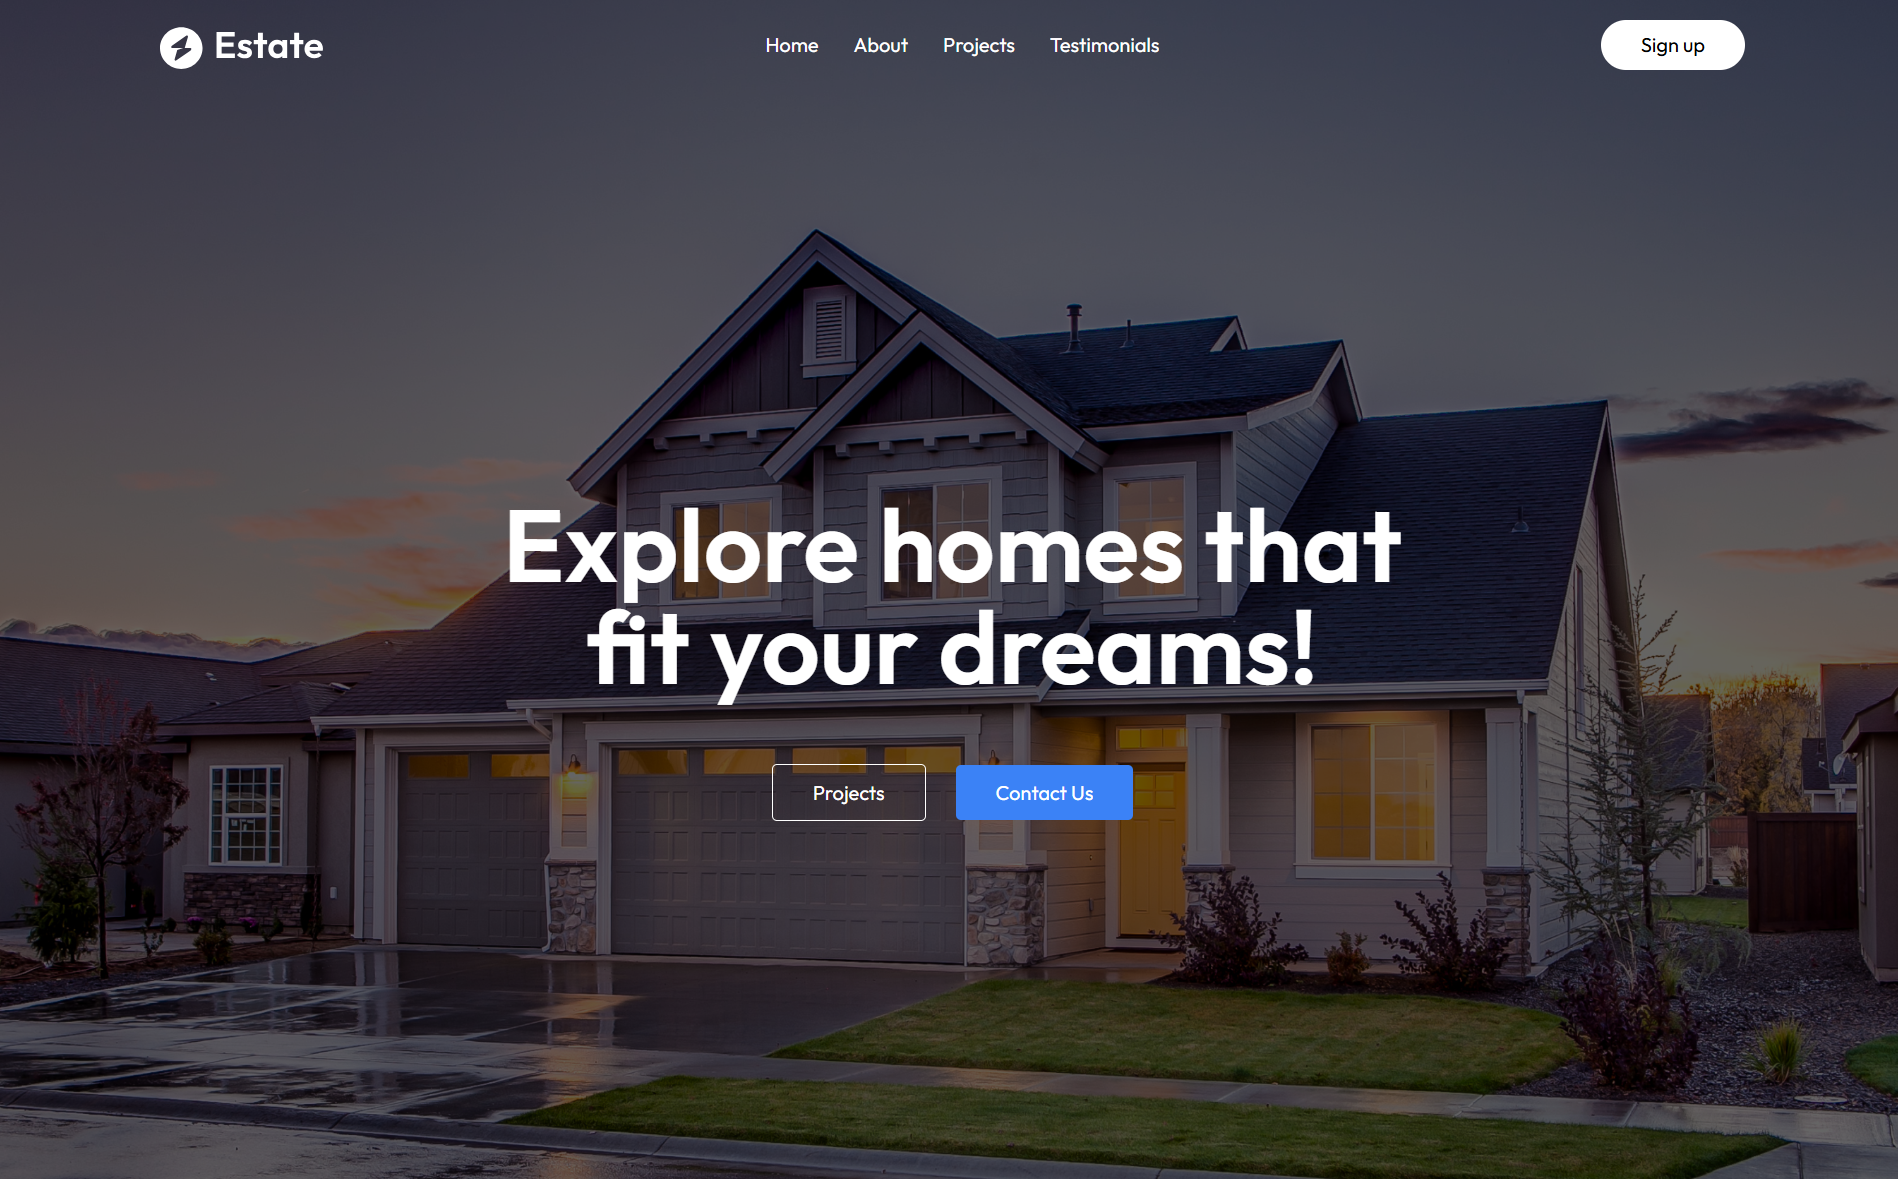 Estate
Home About Projects Testimonials
Sign up
Explore homes that
fit your dreams!
Projects
Contact Us